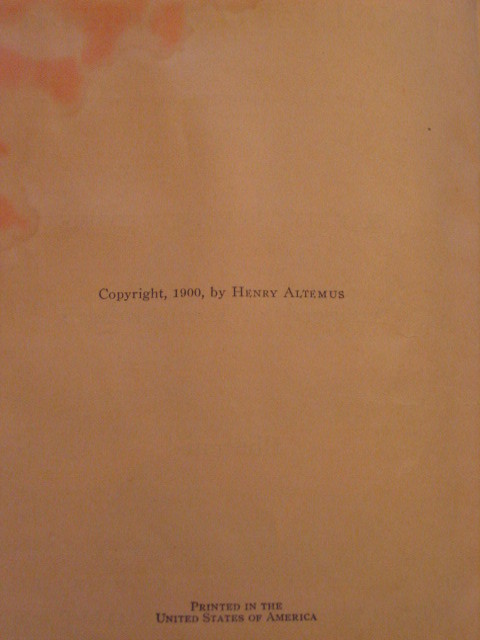 Copyright, 1900, by HENRY ALTEMUS
PRINTED IN THE
UNITED STATES OF AMERICA